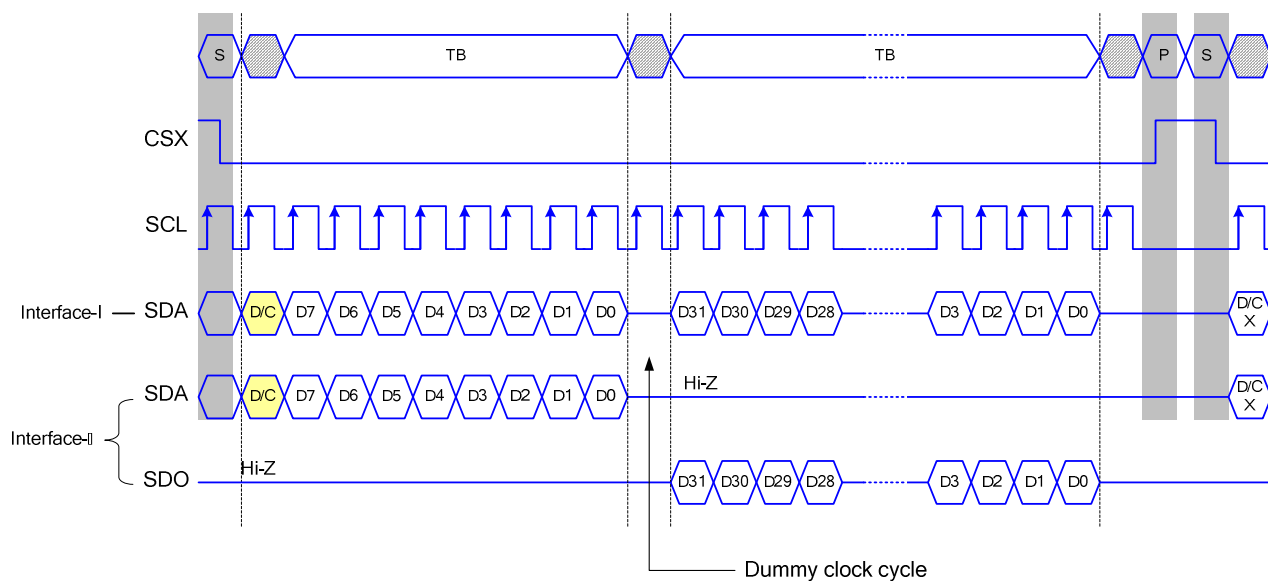 S TB TB P S
CSX
SCL
Interface-I SDA D/C D7 D6 D5 D4 D3 D2 D1 D0 D31 D30 D29 D28 D3 D2 D1 D0 D/C X
SDA D/C D7 D6 D5 D4 D3 D2 D1 D0 Hi-Z D/C X
Interface-▯
SDO Hi-Z D31 D30 D29 D28 D3 D2 D1 D0
Dummy clock cycle